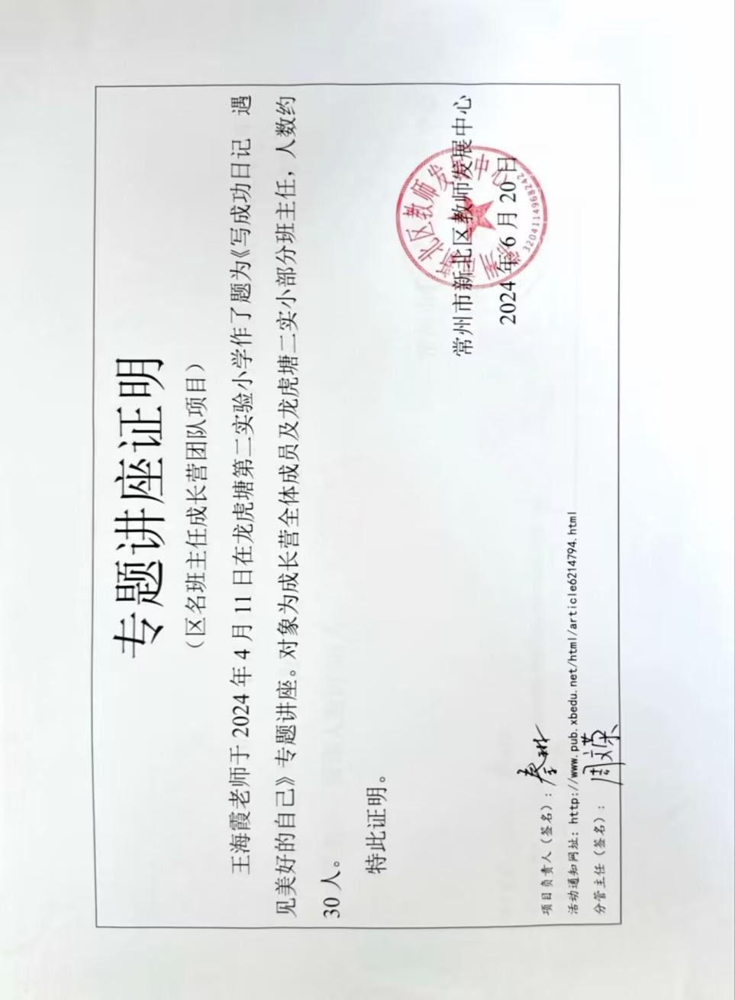 专题讲座证明
（区名班主任成长营团队项目）
王海霞老师于 2024 年 4 月 11 日在龙虎塘第二实验小学作了题为《写成功日记 遇
见美好的自己》专题讲座。对象为成长营全体成员及龙虎塘二实小部分班主任，人数约
30 人。
特此证明。
常州市新北区教师发展中心
2024 年 6 月 20 日
3204114968242
项目负责人（签名）：
活动通知网址：http://www.pub.xbedu.net/html/article6214794.html
分管主任（签名）：